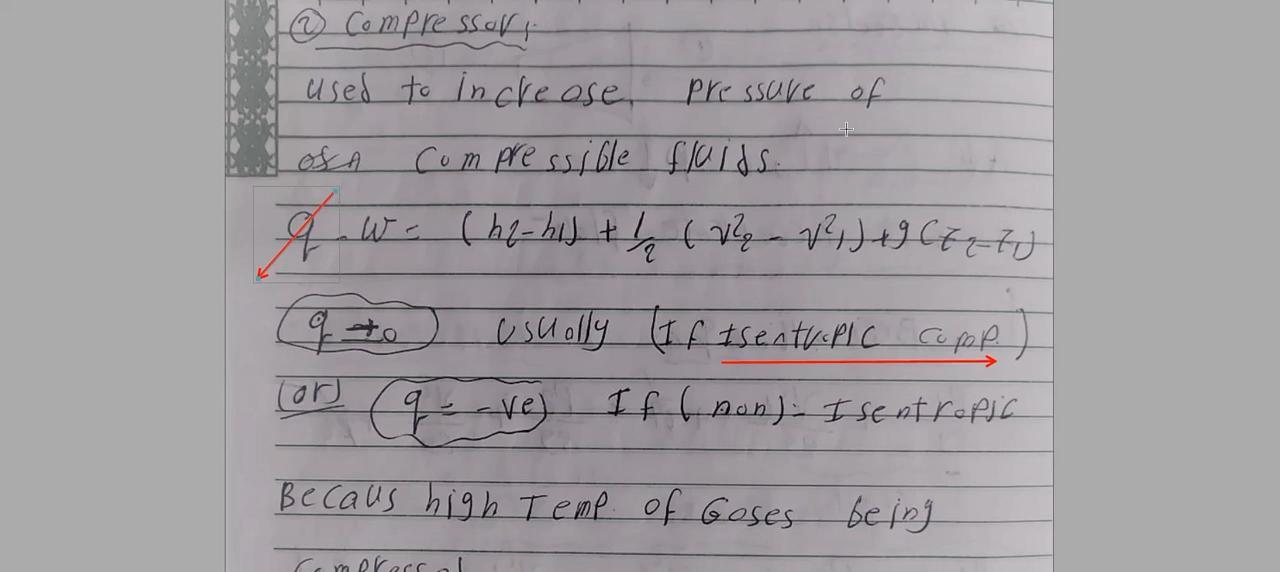 ② Compressor:
used to increase pressure of
of A Compressible fluids.
q - w = (h2-h1) + 1/2 (v²2 - v²1) + g(z2-z1)
q→0 usually (If Isentropic comp.)
(or) q = -ve If (non)- Isentropic
Becaus high Temp. of Gases being